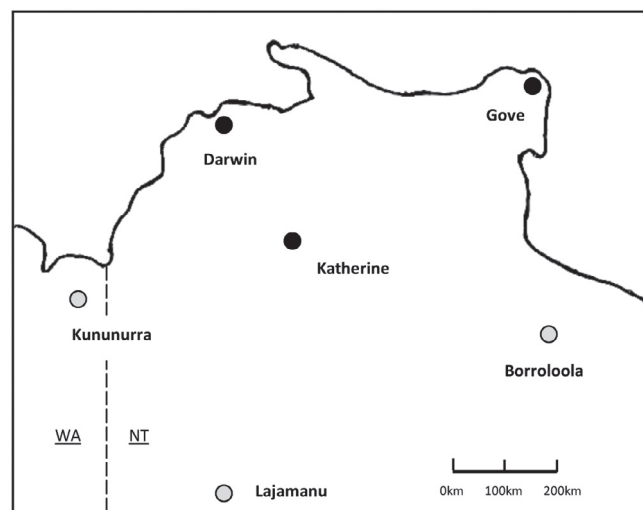 Gove
Darwin
Katherine
Kununurra
Borroloola
WA NT
Lajamanu
0km 100km 200km